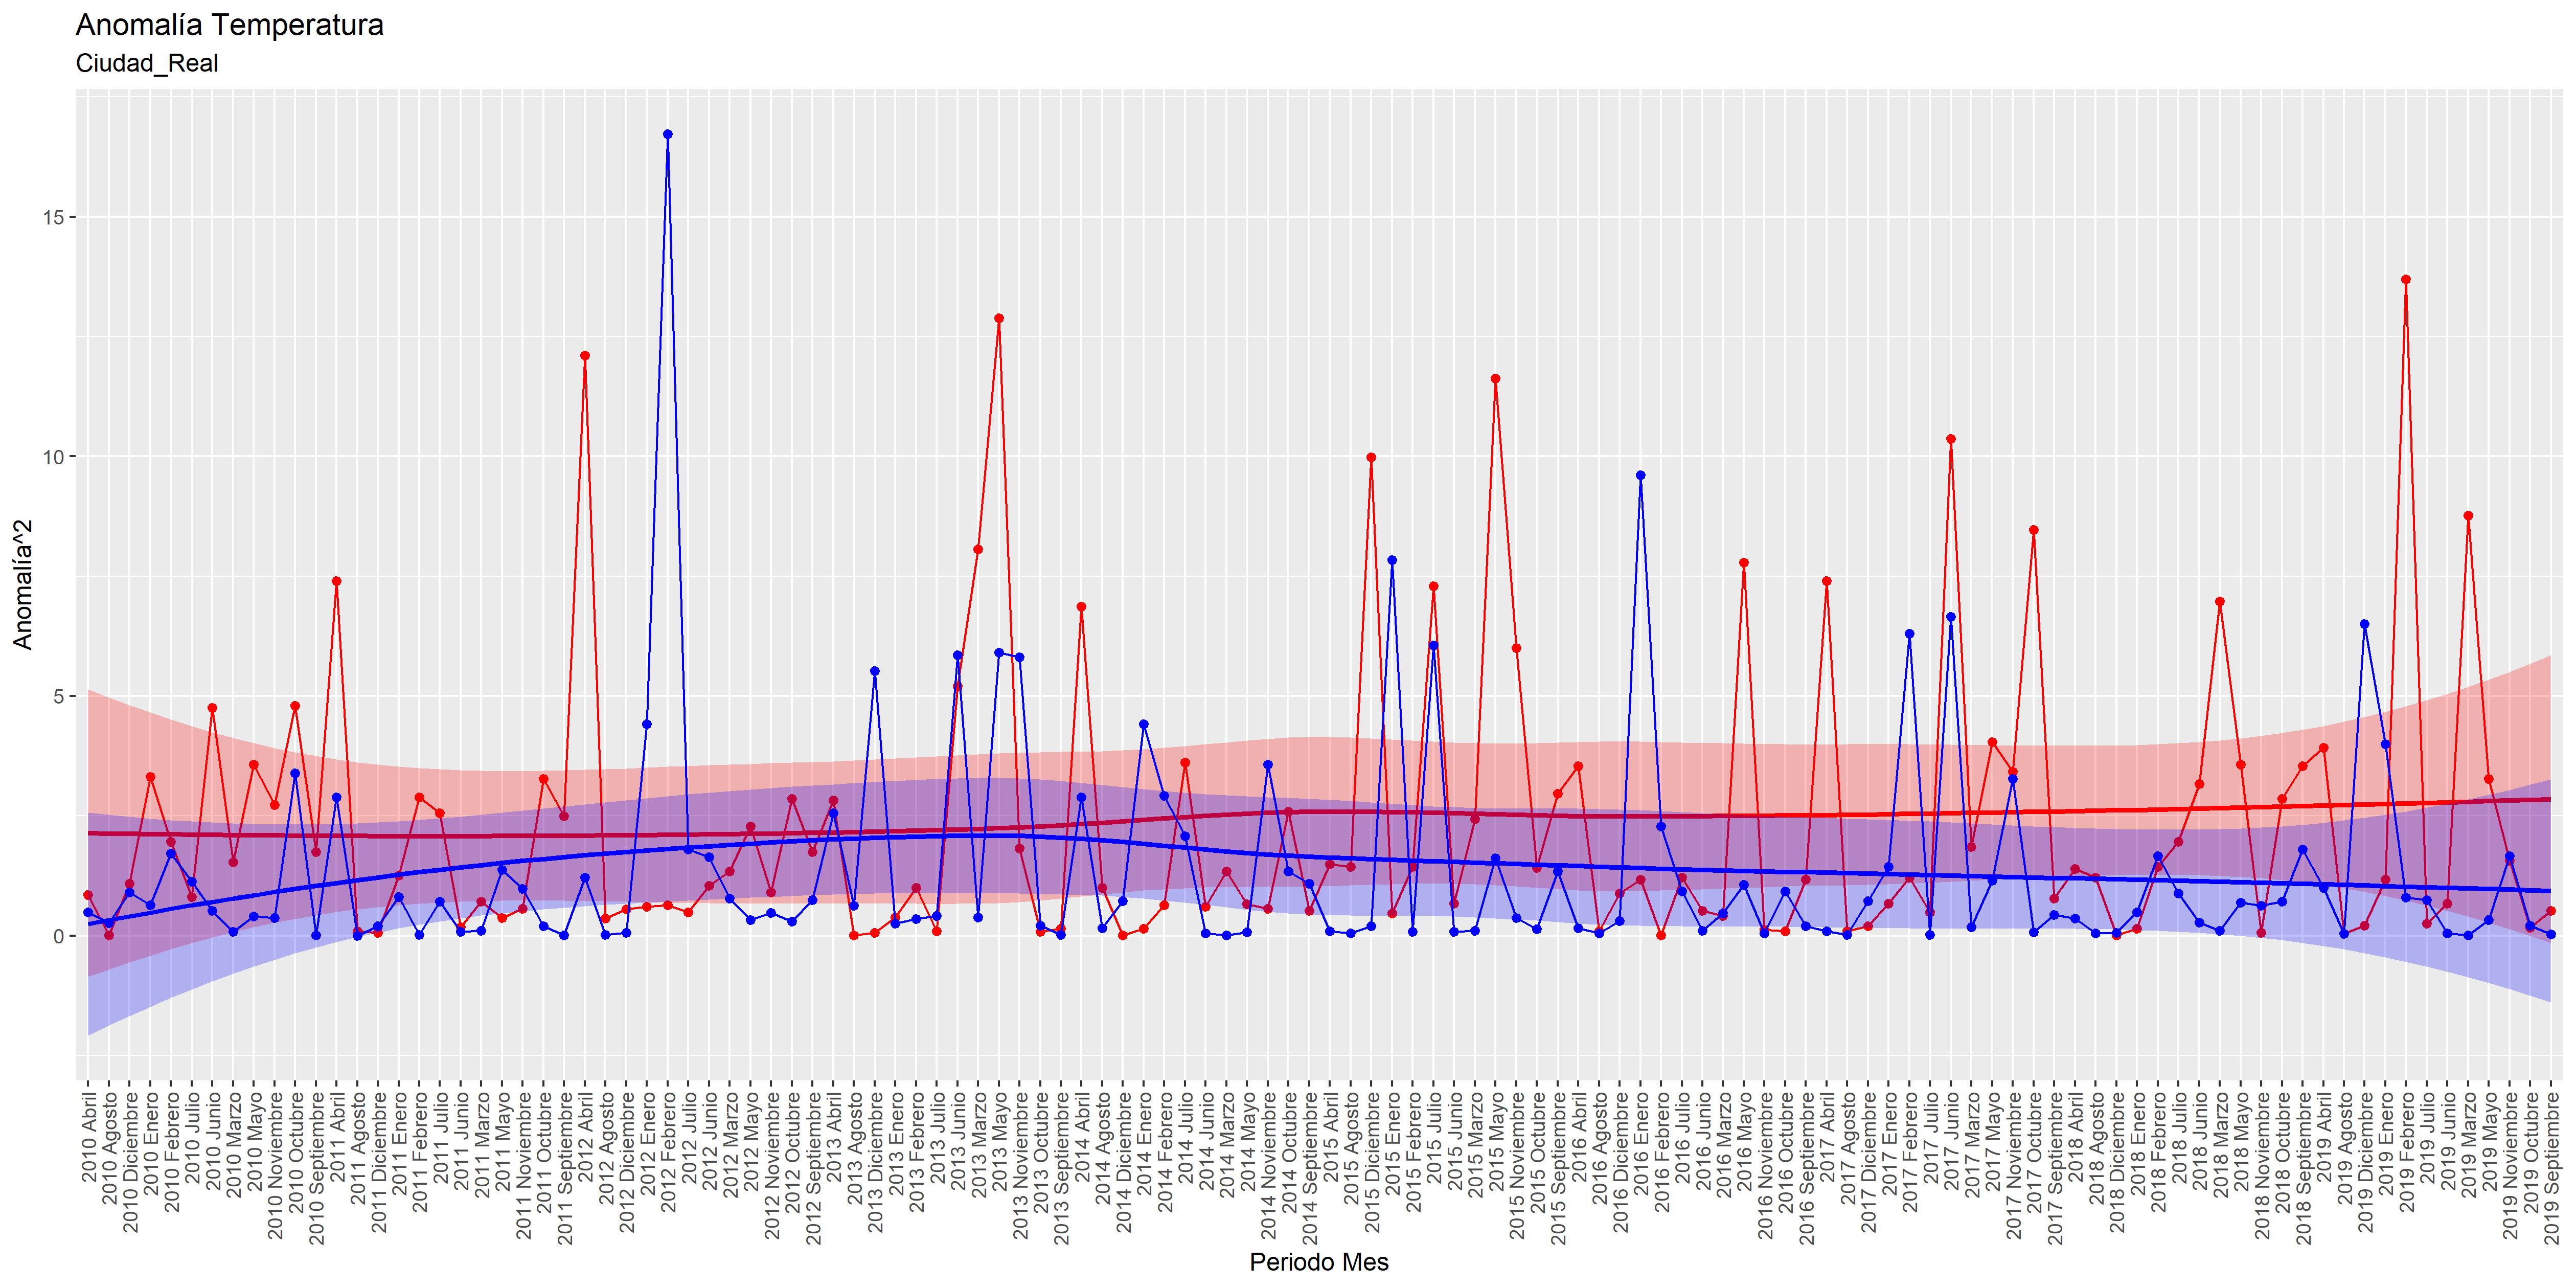 Anomalía Temperatura
Ciudad_Real
Anomalía^2
15
10
5
0
2010 Abril
2010 Agosto
2010 Diciembre
2010 Enero
2010 Febrero
2010 Julio
2010 Junio
2010 Marzo
2010 Mayo
2010 Noviembre
2010 Octubre
2010 Septiembre
2011 Abril
2011 Agosto
2011 Diciembre
2011 Enero
2011 Febrero
2011 Julio
2011 Junio
2011 Marzo
2011 Mayo
2011 Noviembre
2011 Octubre
2011 Septiembre
2012 Abril
2012 Agosto
2012 Diciembre
2012 Enero
2012 Febrero
2012 Julio
2012 Junio
2012 Marzo
2012 Mayo
2012 Noviembre
2012 Octubre
2012 Septiembre
2013 Abril
2013 Agosto
2013 Diciembre
2013 Enero
2013 Febrero
2013 Julio
2013 Junio
2013 Marzo
2013 Mayo
2013 Noviembre
2013 Octubre
2013 Septiembre
2014 Abril
2014 Agosto
2014 Diciembre
2014 Enero
2014 Febrero
2014 Julio
2014 Junio
2014 Marzo
2014 Mayo
2014 Noviembre
2014 Octubre
2014 Septiembre
2015 Abril
2015 Agosto
2015 Diciembre
2015 Enero
2015 Febrero
2015 Julio
2015 Junio
2015 Marzo
2015 Mayo
2015 Noviembre
2015 Octubre
2015 Septiembre
2016 Abril
2016 Agosto
2016 Diciembre
2016 Enero
2016 Febrero
2016 Julio
2016 Junio
2016 Marzo
2016 Mayo
2016 Noviembre
2016 Octubre
2016 Septiembre
2017 Abril
2017 Agosto
2017 Diciembre
2017 Enero
2017 Febrero
2017 Julio
2017 Junio
2017 Marzo
2017 Mayo
2017 Noviembre
2017 Octubre
2017 Septiembre
2018 Abril
2018 Agosto
2018 Diciembre
2018 Enero
2018 Febrero
2018 Julio
2018 Junio
2018 Marzo
2018 Mayo
2018 Noviembre
2018 Octubre
2018 Septiembre
2019 Abril
2019 Agosto
2019 Diciembre
2019 Enero
2019 Febrero
2019 Julio
2019 Junio
2019 Marzo
2019 Mayo
2019 Noviembre
2019 Octubre
2019 Septiembre
Periodo Mes